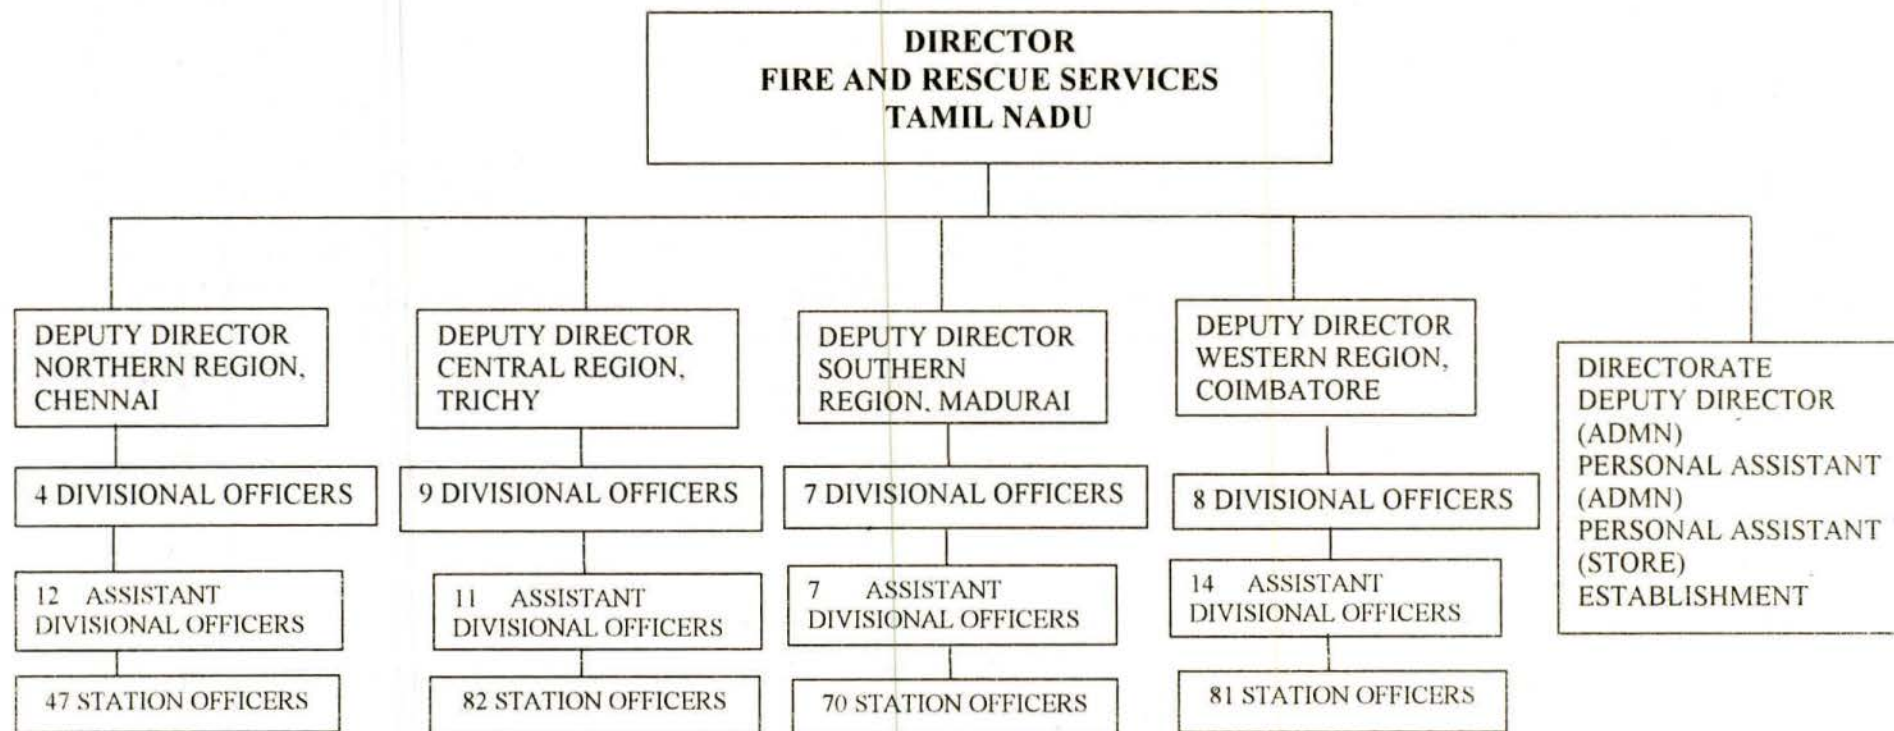 DIRECTOR
FIRE AND RESCUE SERVICES
TAMIL NADU
DEPUTY DIRECTOR
NORTHERN REGION,
CHENNAI
4 DIVISIONAL OFFICERS
12 ASSISTANT
DIVISIONAL OFFICERS
47 STATION OFFICERS
DEPUTY DIRECTOR
CENTRAL REGION,
TRICHY
9 DIVISIONAL OFFICERS
11 ASSISTANT
DIVISIONAL OFFICERS
82 STATION OFFICERS
DEPUTY DIRECTOR
SOUTHERN
REGION, MADURAI
7 DIVISIONAL OFFICERS
7 ASSISTANT
DIVISIONAL OFFICERS
70 STATION OFFICERS
DEPUTY DIRECTOR
WESTERN REGION,
COIMBATORE
8 DIVISIONAL OFFICERS
14 ASSISTANT
DIVISIONAL OFFICERS
81 STATION OFFICERS
DIRECTORATE
DEPUTY DIRECTOR
(ADMN)
PERSONAL ASSISTANT
(ADMN)
PERSONAL ASSISTANT
(STORE)
ESTABLISHMENT